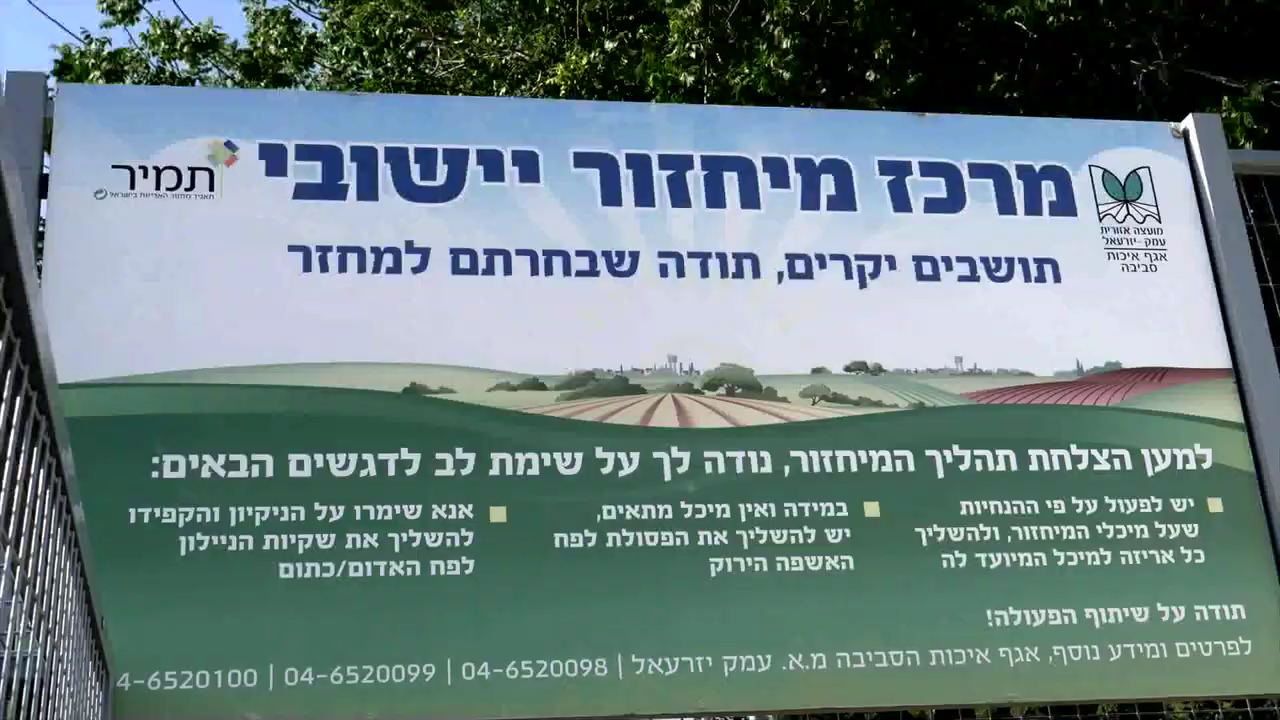 מרכז מיחזור יישובי
תושבים יקרים, תודה שבחרתם למחזר
מועצה אזורית
עמק יזרעאל
אגף איכות
סביבה
תמיר
תאגיד מחזור האריזות בישראל
למען הצלחת תהליך המיחזור, נודה לך על שימת לב לדגשים הבאים:
יש לפעול על פי ההנחיות
שעל מיכלי המיחזור, ולהשליך
כל אריזה למיכל המיועד לה
במידה ואין מיכל מתאים,
יש להשליך את הפסולת לפח
האשפה הירוק
אנא שימרו על הניקיון והקפידו
להשליך את שקיות הניילון
לפח האדום/כתום
תודה על שיתוף הפעולה!
לפרטים ומידע נוסף, אגף איכות הסביבה מ.א. עמק יזרעאל | 04-6520098 | 04-6520099 | 4-6520100